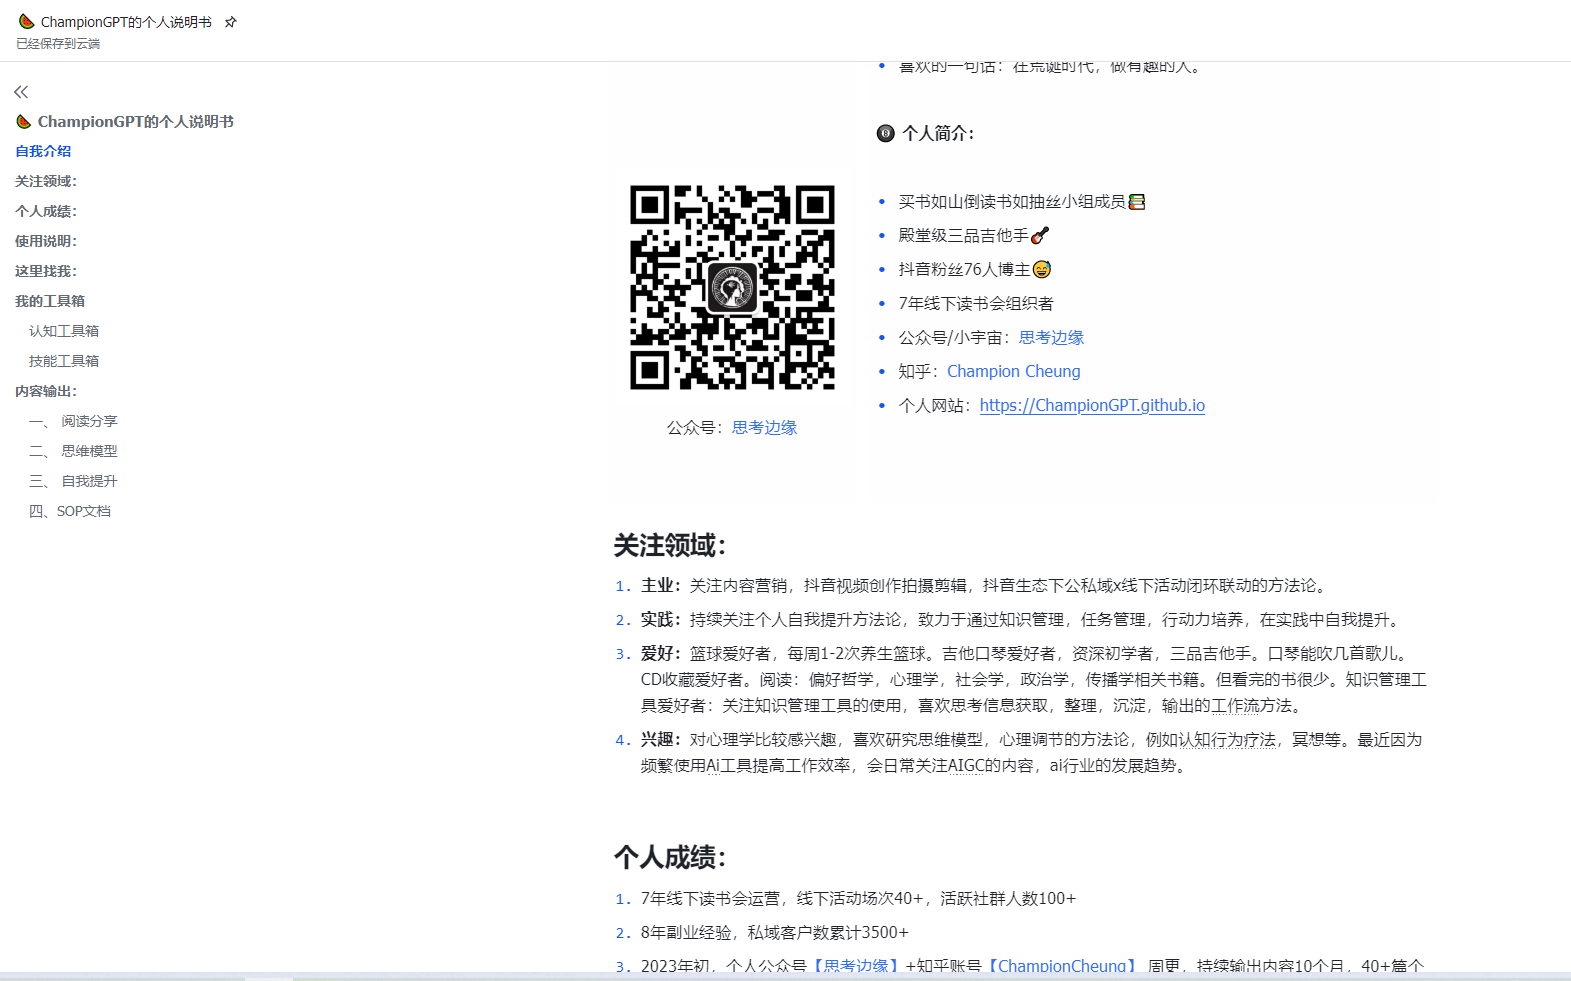 ChampionGPT的个人说明书
已经保存到云端
ChampionGPT的个人说明书
自我介绍
关注领域：
个人成绩：
使用说明：
这里找我：
我的工具箱
认知工具箱
技能工具箱
内容输出：
一、 阅读分享
二、 思维模型
三、 自我提升
四、SOP文档
• 喜欢的一句话：在荒诞时代，做有趣的人。
个人简介：
• 买书如山倒读书如抽丝小组成员📚
• 殿堂级三品吉他手🎸
• 抖音粉丝76人博主😅
• 7年线下读书会组织者
• 公众号/小宇宙：思考边缘
• 知乎：Champion Cheung
• 个人网站：https://ChampionGPT.github.io
公众号：思考边缘
关注领域：
1. 主业：关注内容营销，抖音视频创作拍摄剪辑，抖音生态下公私域x线下活动闭环联动的方法论。
2. 实践：持续关注个人自我提升方法论，致力于通过知识管理，任务管理，行动力培养，在实践中自我提升。
3. 爱好：篮球爱好者，每周1-2次养生篮球。吉他口琴爱好者，资深初学者，三品吉他手。口琴能吹几首歌儿。
CD收藏爱好者。阅读：偏好哲学，心理学，社会学，政治学，传播学相关书籍。但看完的书很少。知识管理工
具爱好者：关注知识管理工具的使用，喜欢思考信息获取，整理，沉淀，输出的工作流方法。
4. 兴趣：对心理学比较感兴趣，喜欢研究思维模型，心理调节的方法论，例如认知行为疗法，冥想等。最近因为
频繁使用Ai工具提高工作效率，会日常关注AIGC的内容，ai行业的发展趋势。
个人成绩：
1. 7年线下读书会运营，线下活动场次40+，活跃社群人数100+
2. 8年副业经验，私域客户数累计3500+
3. 2023年初，个人公众号【思考边缘】+知乎账号【ChampionCheung】 周更，持续输出内容10个月，40+篇个